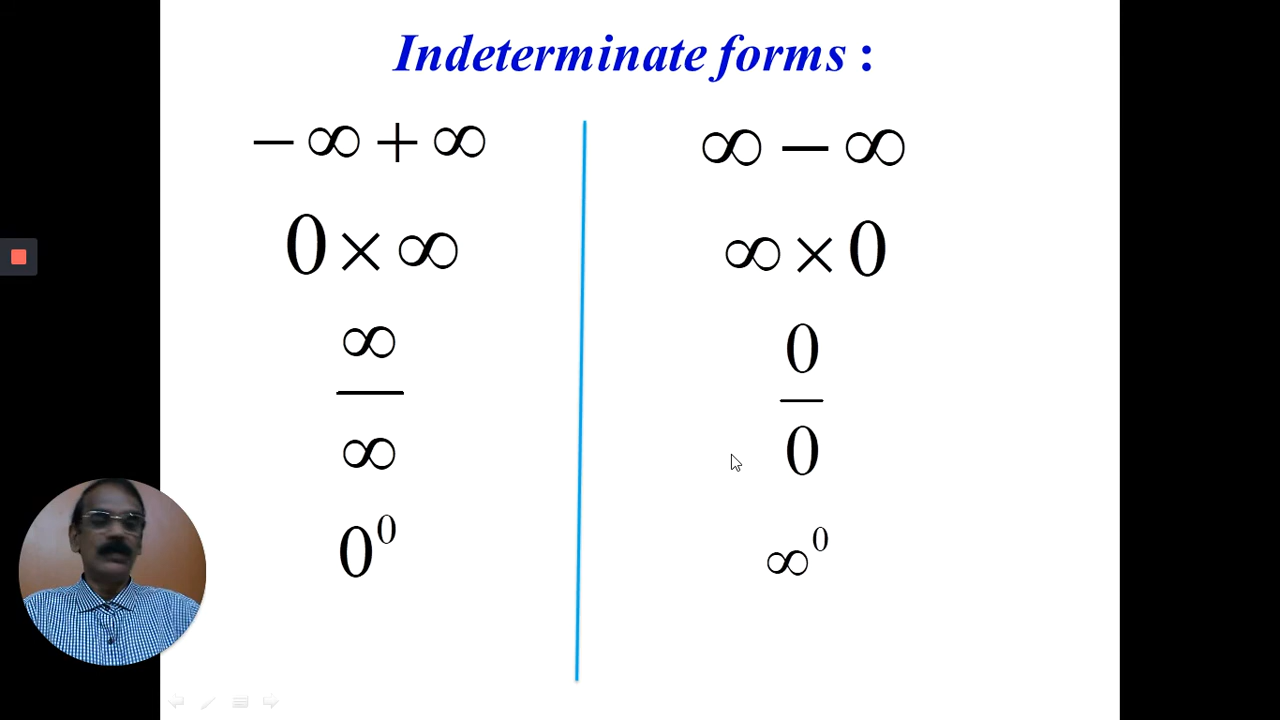 Indeterminate forms :
− ∞ + ∞
∞ − ∞
0 × ∞
∞ × 0
∞
—
∞
0
—
0
0⁰
∞⁰